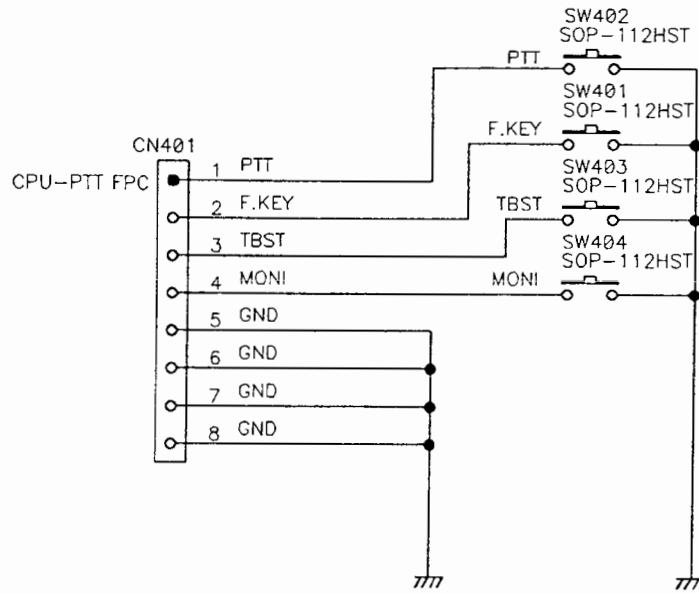 SW402
SOP-112HST
PTT
SW401
SOP-112HST
F.KEY
SW403
SOP-112HST
TBST
SW404
SOP-112HST
MONI
CN401
CPU-PTT FPC
1 PTT
2 F.KEY
3 TBST
4 MONI
5 GND
6 GND
7 GND
8 GND